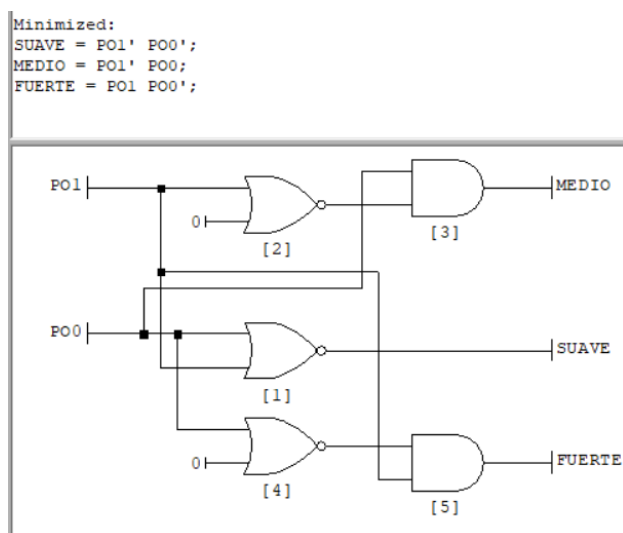 Minimized:
SUAVE = PO1' PO0';
MEDIO = PO1' PO0;
FUERTE = PO1 PO0';
PO1
MEDIO
0
[2]
[3]
PO0
SUAVE
[1]
0
FUERTE
[4]
[5]